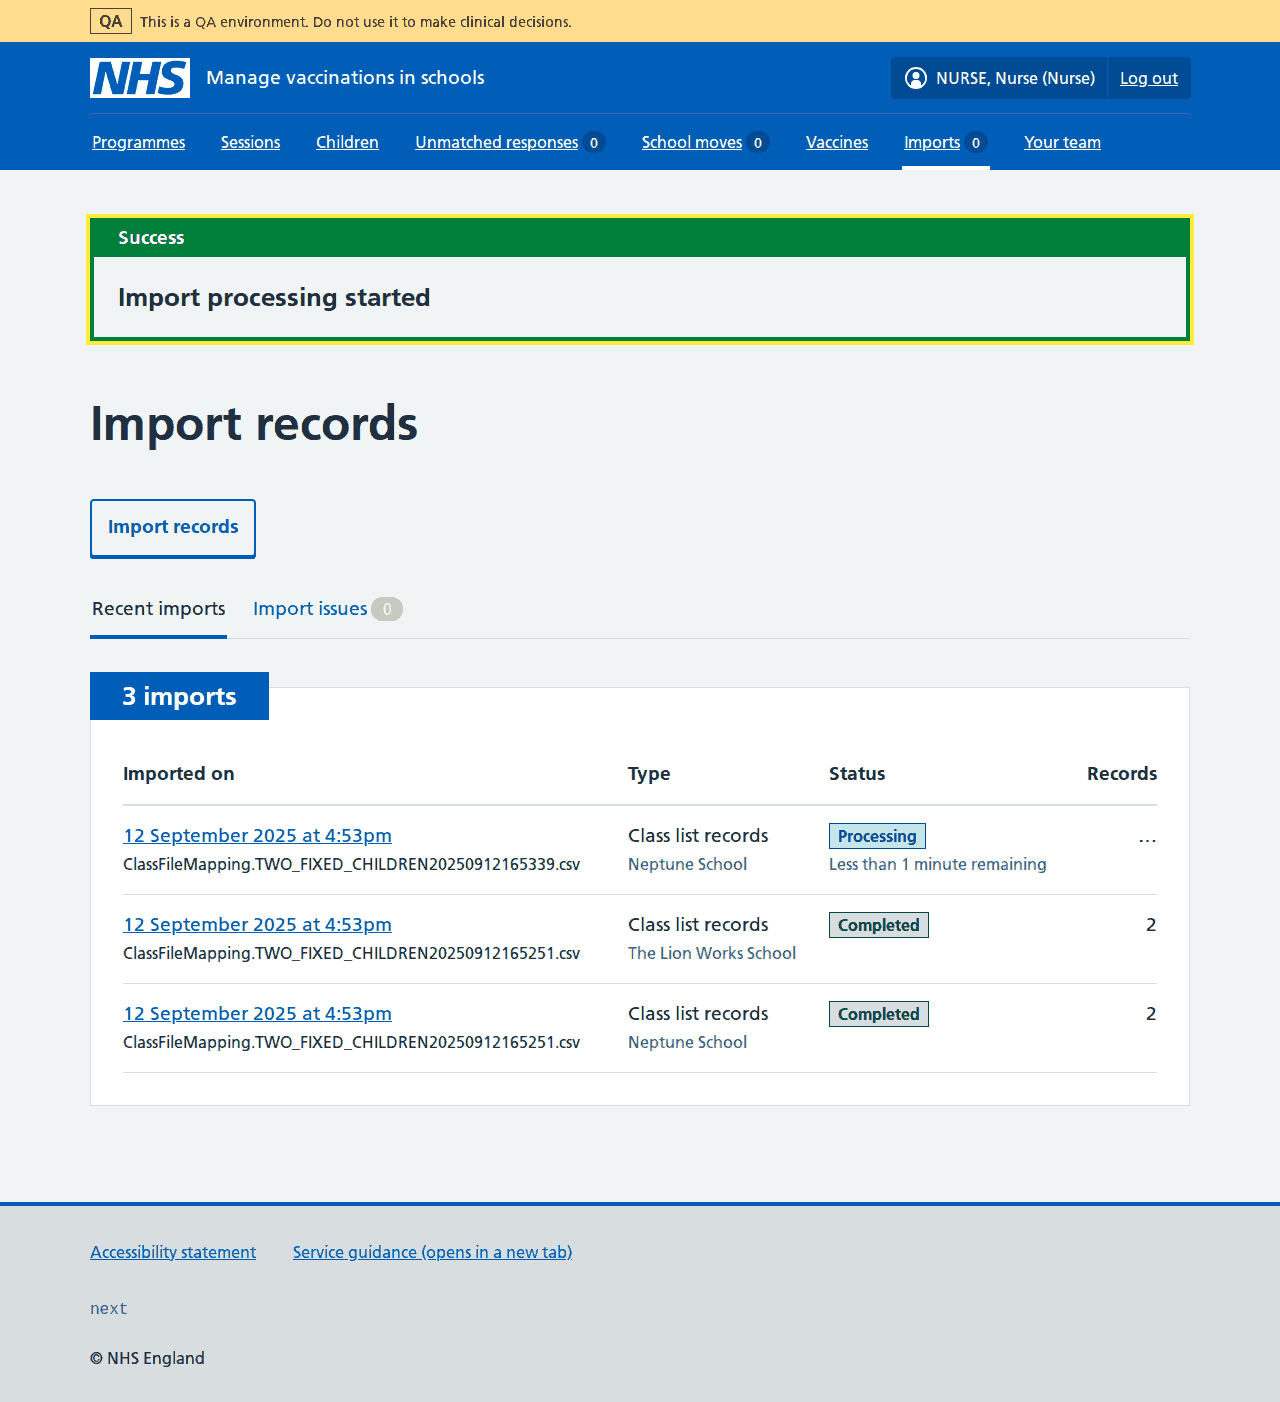 QA This is a QA environment. Do not use it to make clinical decisions.
NHS Manage vaccinations in schools NURSE, Nurse (Nurse) Log out
Programmes Sessions Children Unmatched responses 0 School moves 0 Vaccines Imports 0 Your team
Success
Import processing started
Import records
Import records
Recent imports Import issues 0
3 imports
Imported on Type Status Records
12 September 2025 at 4:53pm Class list records Processing ...
ClassFileMapping.TWO_FIXED_CHILDREN20250912165339.csv Neptune School Less than 1 minute remaining
12 September 2025 at 4:53pm Class list records Completed 2
ClassFileMapping.TWO_FIXED_CHILDREN20250912165251.csv The Lion Works School
12 September 2025 at 4:53pm Class list records Completed 2
ClassFileMapping.TWO_FIXED_CHILDREN20250912165251.csv Neptune School
Accessibility statement Service guidance (opens in a new tab)
next
© NHS England